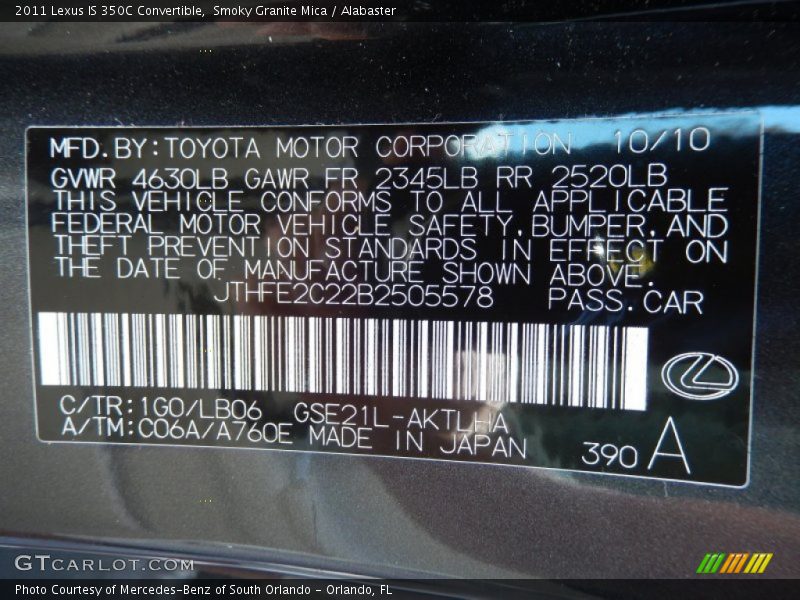 2011 Lexus IS 350C Convertible, Smoky Granite Mica / Alabaster
MFD.BY:TOYOTA MOTOR CORPORATION 10/10
GVWR 4630LB GAWR FR 2345LB RR 2520LB
THIS VEHICLE CONFORMS TO ALL APPLICABLE
FEDERAL MOTOR VEHICLE SAFETY,BUMPER,AND
THEFT PREVENTION STANDARDS IN EFFECT ON
THE DATE OF MANUFACTURE SHOWN ABOVE.
JTHFE2C22B2505578 PASS.CAR
C/TR:1G0/LB06 GSE21L-AKTLHA
A/TM:C06A/A760E MADE IN JAPAN
390 A
GTCARLOT.COM
Photo Courtesy of Mercedes-Benz of South Orlando - Orlando, FL